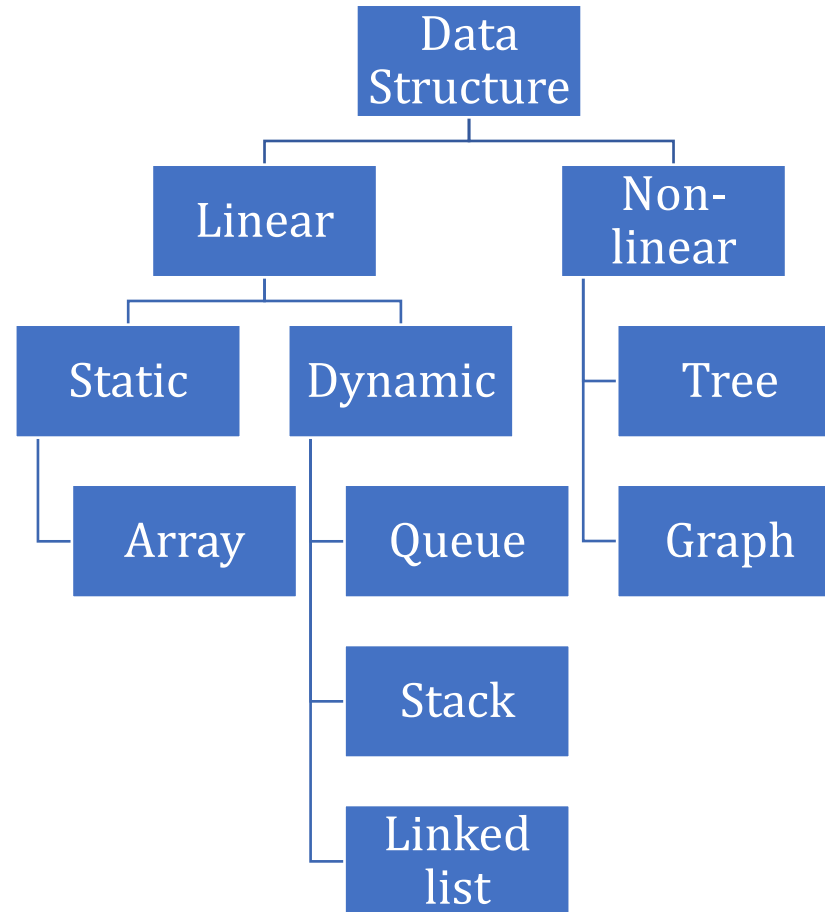 Data
Structure
Linear
Non-
linear
Static
Dynamic
Tree
Array
Queue
Graph
Stack
Linked
list